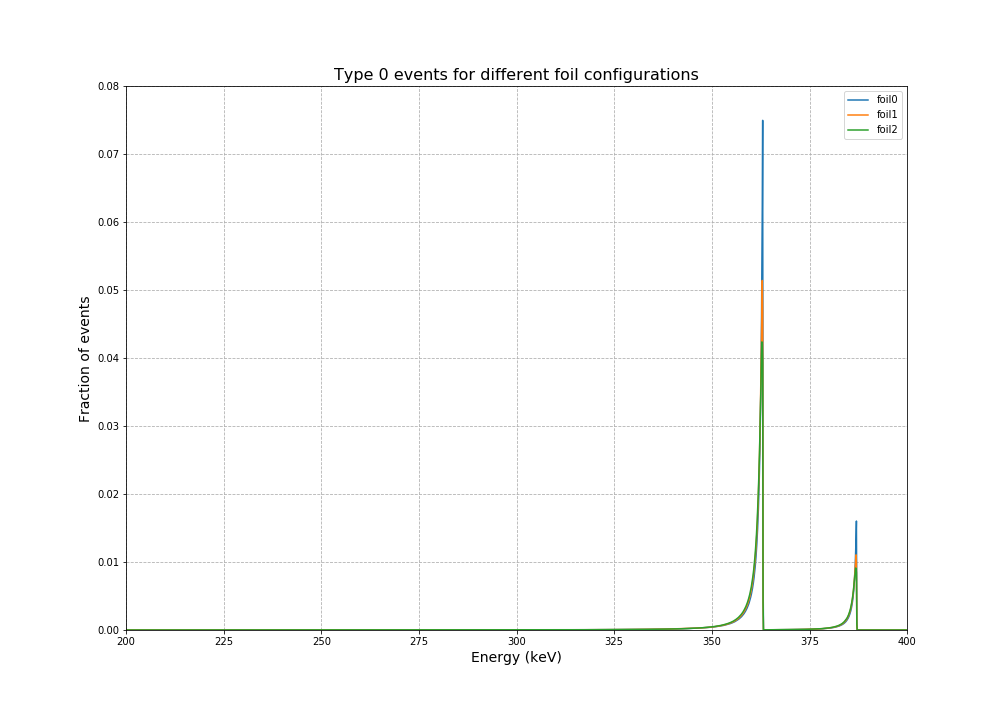 Type 0 events for different foil configurations
foil0
foil1
foil2
Fraction of events
0.08
0.07
0.06
0.05
0.04
0.03
0.02
0.01
0.00
200 225 250 275 300 325 350 375 400
Energy (keV)